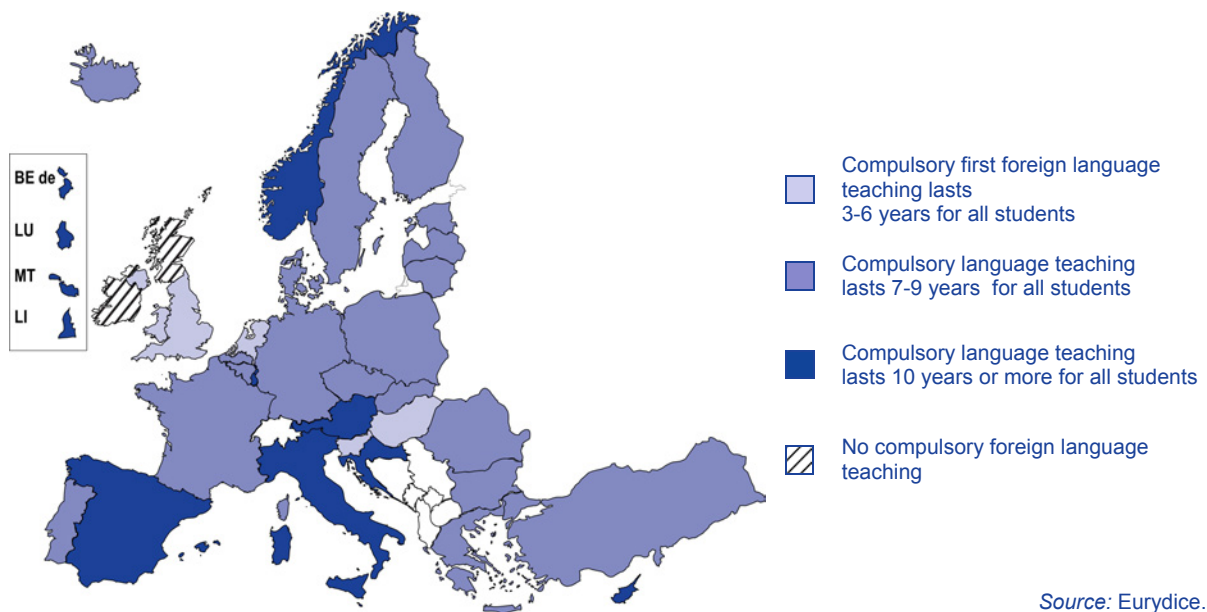 BE de
LU
MT
LI
Compulsory first foreign language
teaching lasts
3-6 years for all students
Compulsory language teaching
lasts 7-9 years for all students
Compulsory language teaching
lasts 10 years or more for all students
No compulsory foreign language
teaching
Source: Eurydice.